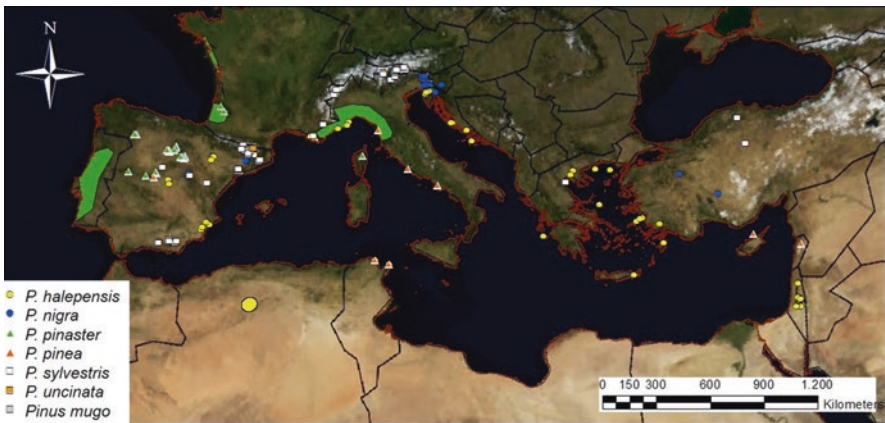 N
P. halepensis
P. nigra
P. pinaster
P. pinea
P. sylvestris
P. uncinata
Pinus mugo
0 150 300 600 900 1.200
Kilometers